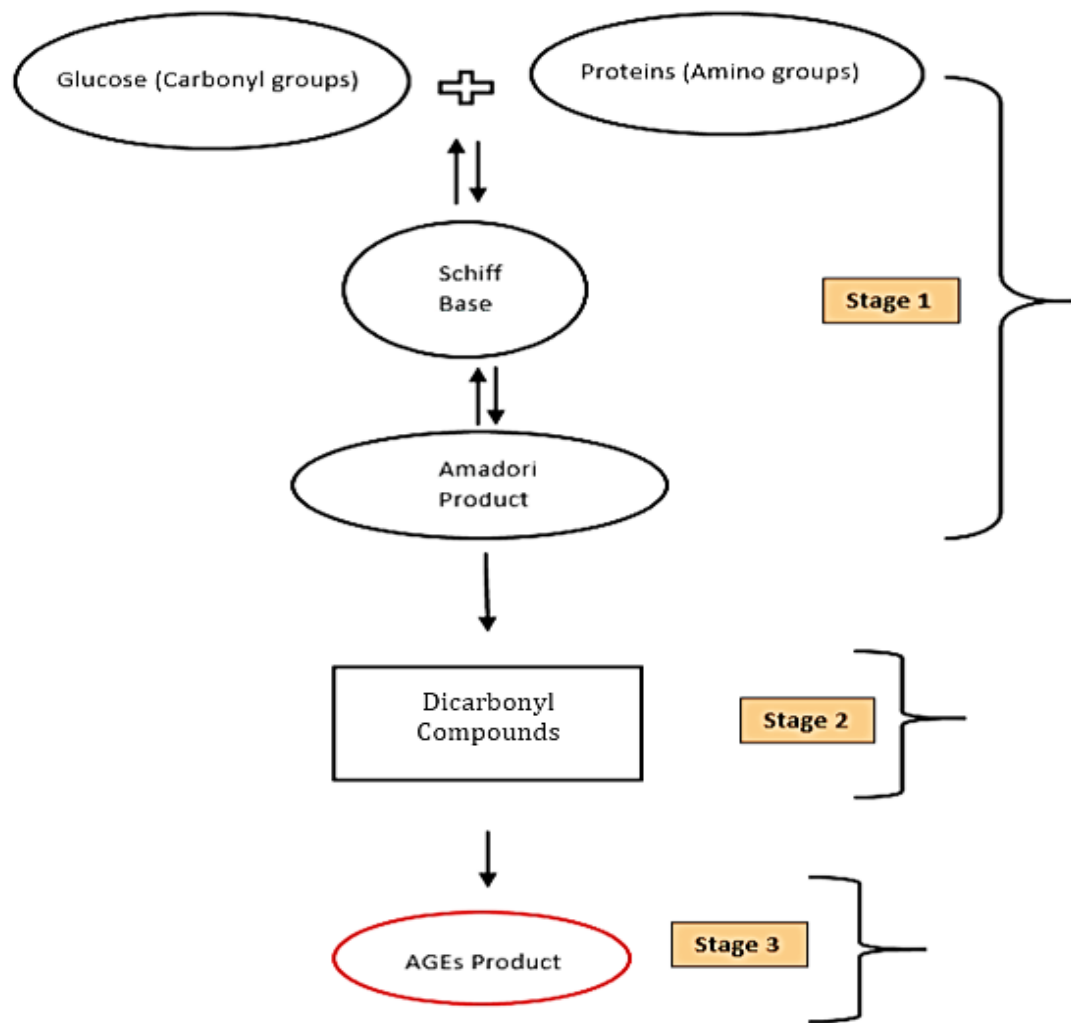 Glucose (Carbonyl groups)
Proteins (Amino groups)
Schiff
Base
Stage 1
Amadori
Product
Dicarbonyl
Compounds
Stage 2
AGEs Product
Stage 3